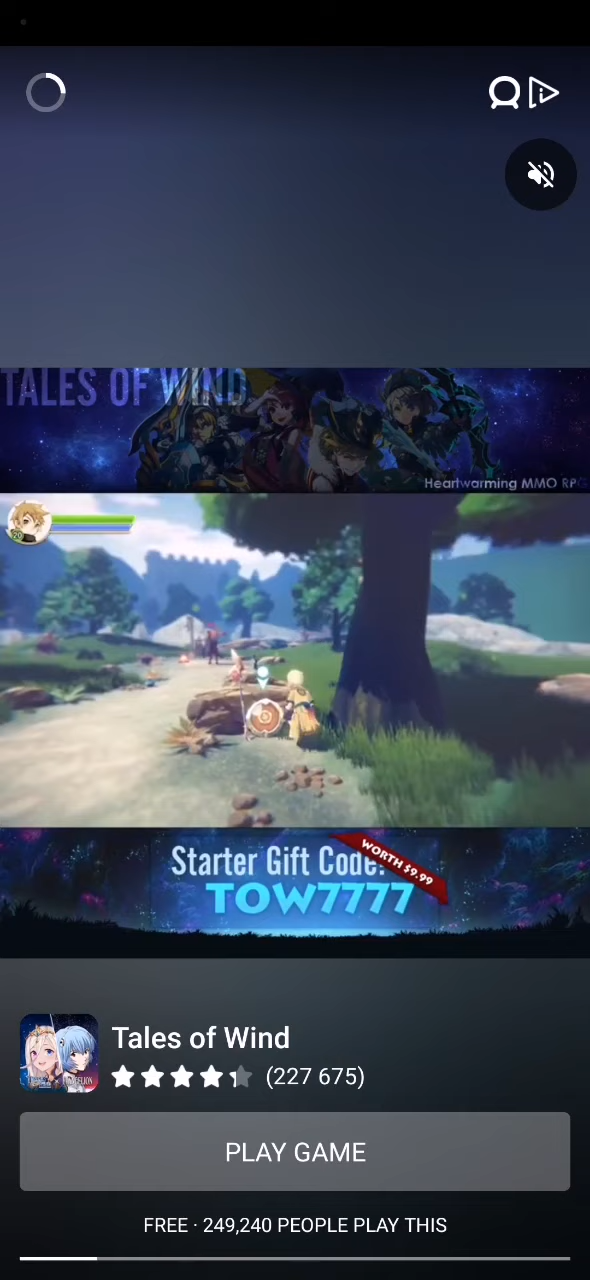 TALES OF WIND
Heartwarming MMO RPG
20
Starter Gift Code:
WORTH $9.99
TOW7777
Tales of Wind
(227 675)
PLAY GAME
FREE · 249,240 PEOPLE PLAY THIS